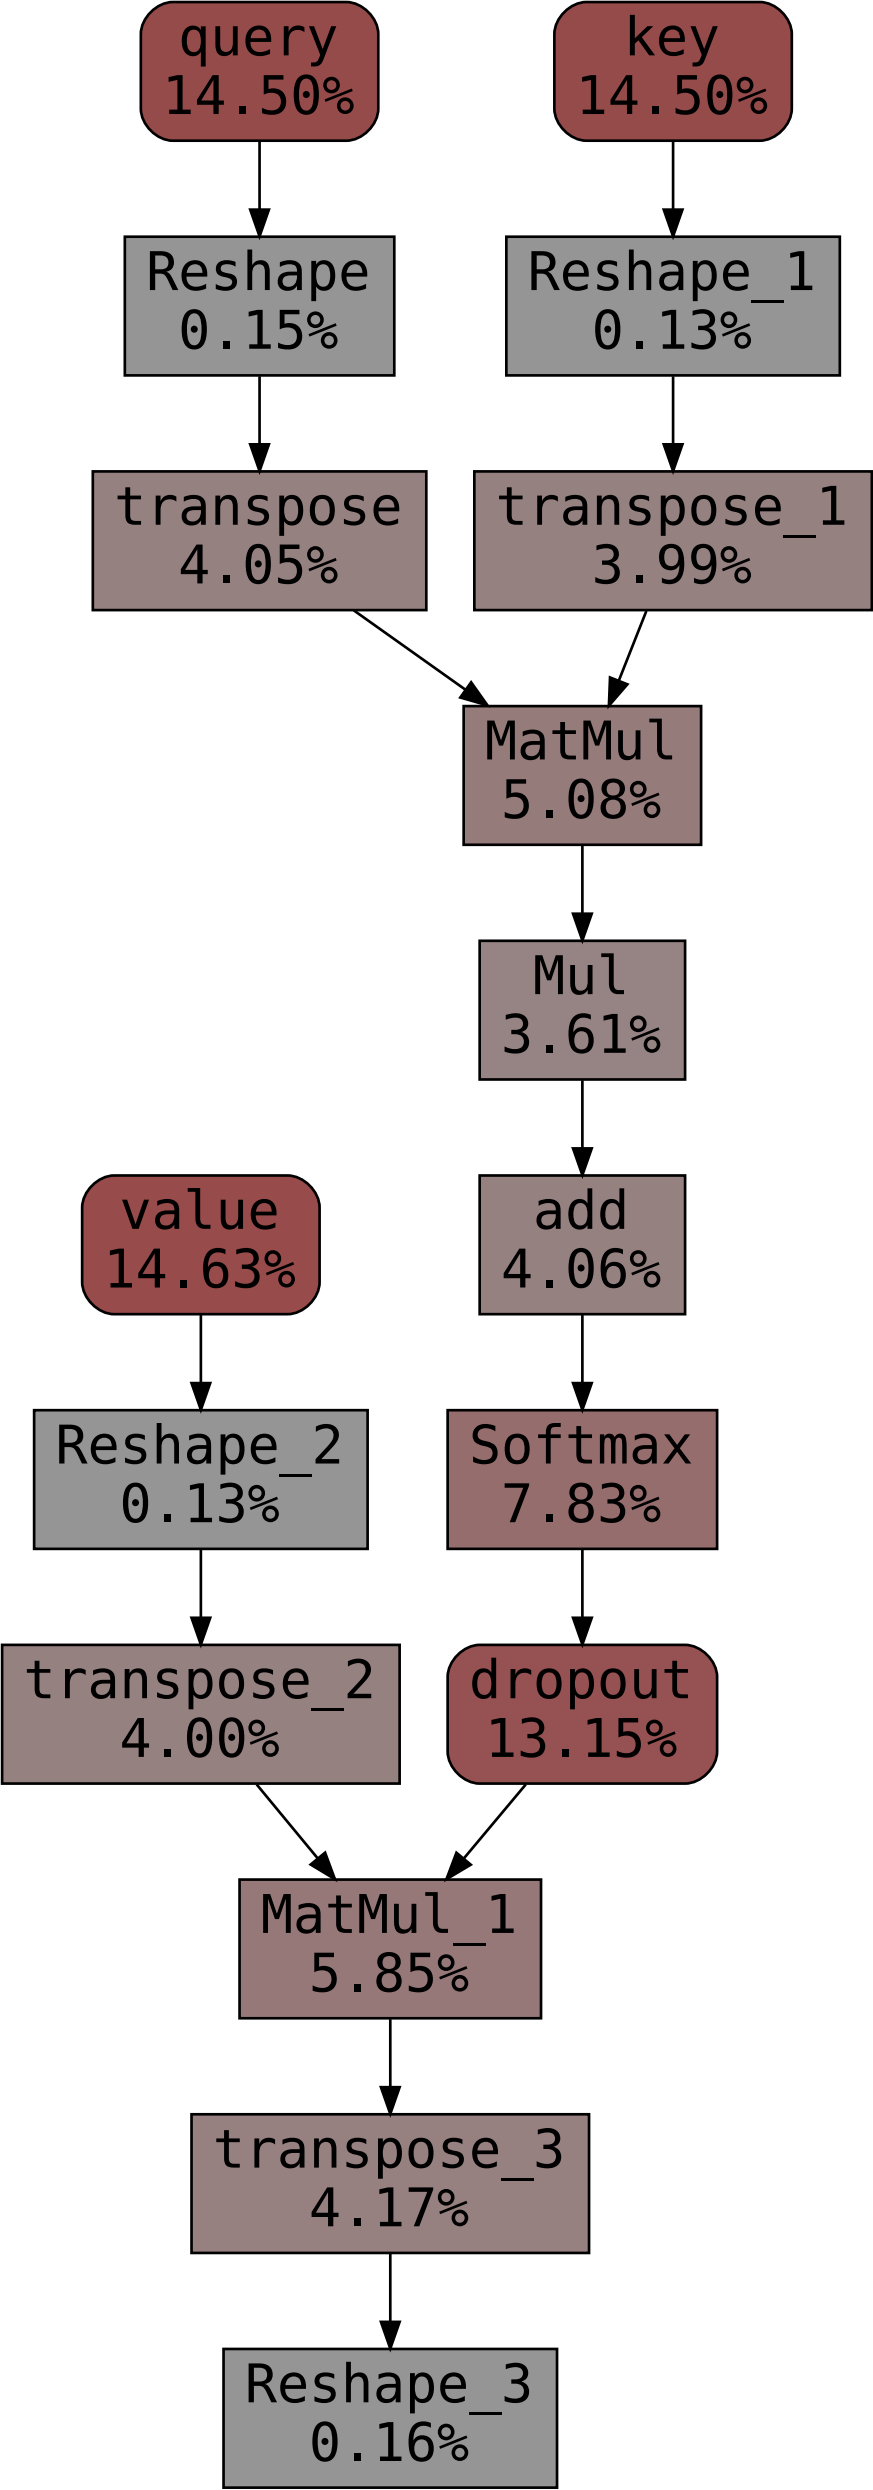 query
14.50%
key
14.50%
Reshape
0.15%
Reshape_1
0.13%
transpose
4.05%
transpose_1
3.99%
MatMul
5.08%
Mul
3.61%
add
4.06%
value
14.63%
Softmax
7.83%
Reshape_2
0.13%
dropout
13.15%
transpose_2
4.00%
MatMul_1
5.85%
transpose_3
4.17%
Reshape_3
0.16%